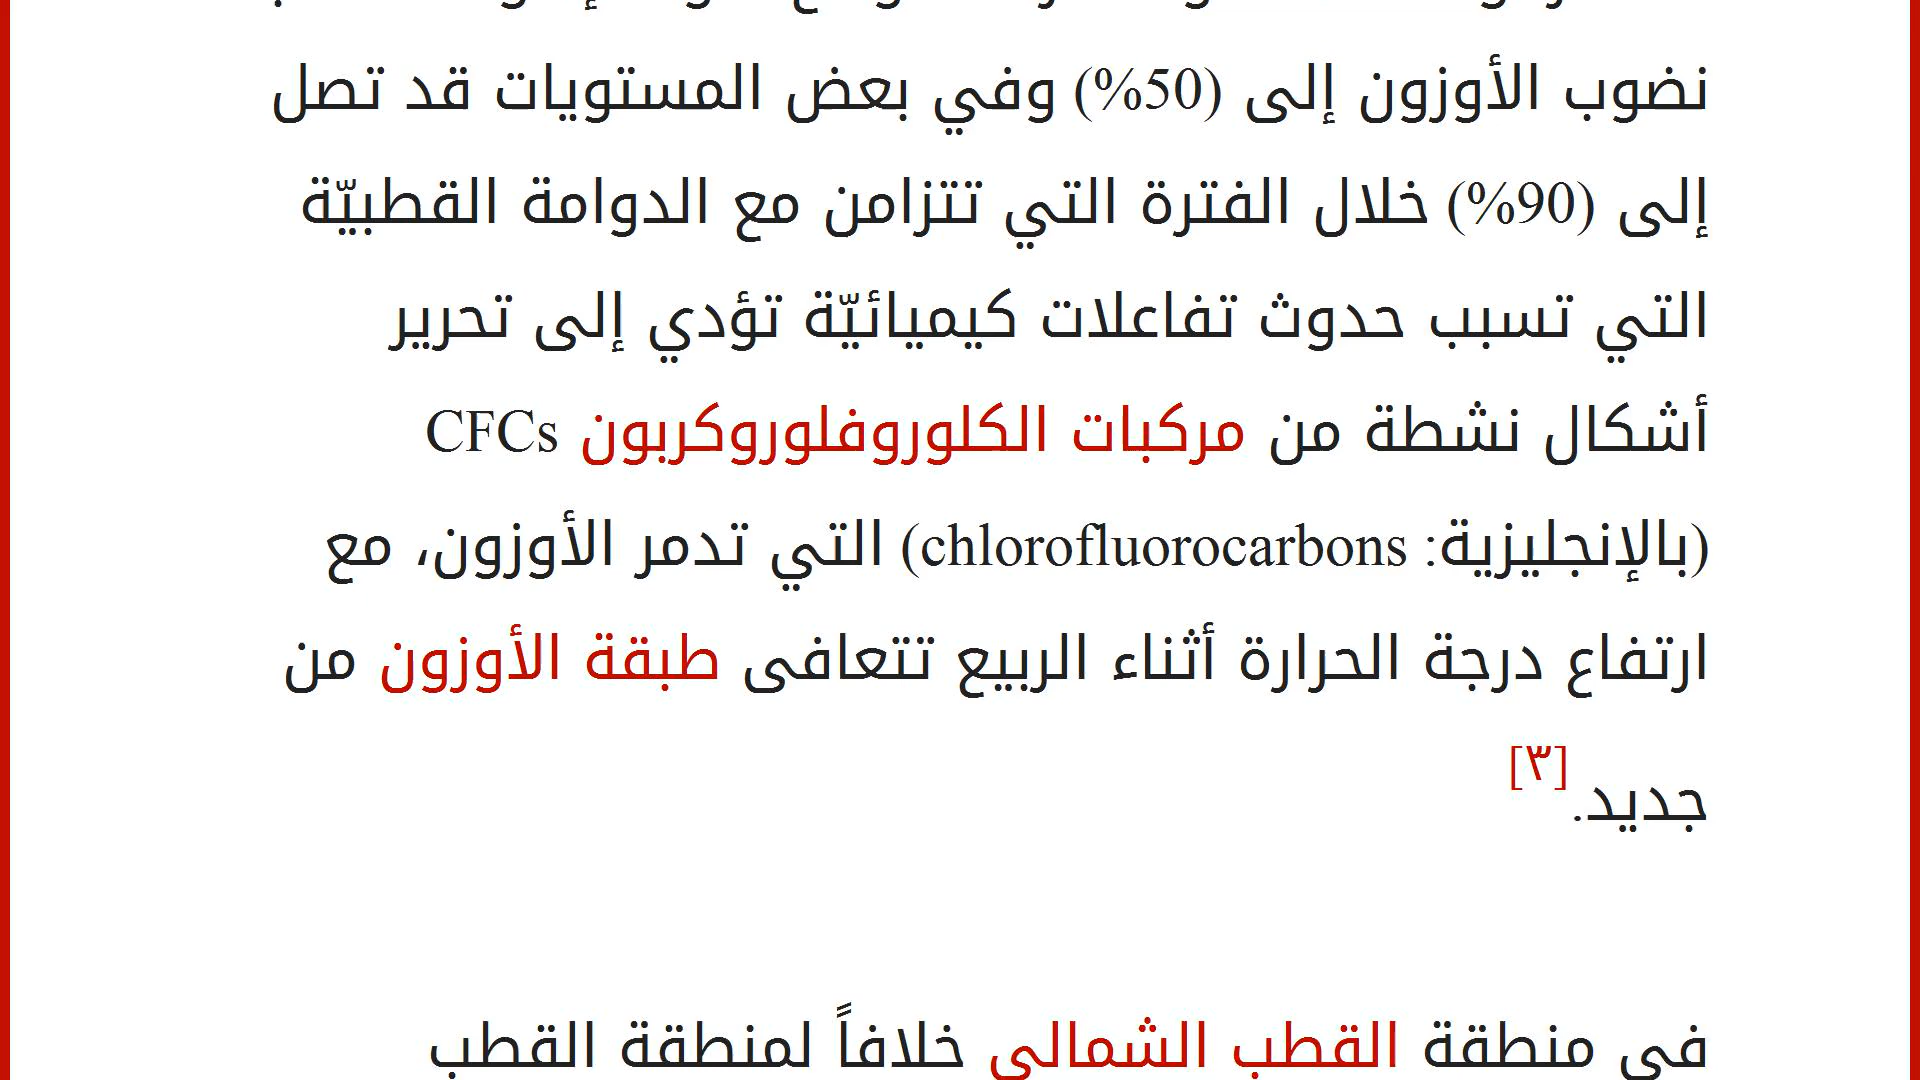 نضوب الأوزون إلى (50%) وفي بعض المستويات قد تصل
إلى (90%) خلال الفترة التي تتزامن مع الدوامة القطبيّة
التي تسبب حدوث تفاعلات كيميائيّة تؤدي إلى تحرير
أشكال نشطة من مركبات الكلوروفلوروكربون CFCs
(بالإنجليزية: chlorofluorocarbons) التي تدمر الأوزون، مع
ارتفاع درجة الحرارة أثناء الربيع تتعافى طبقة الأوزون من
جديد.[٣]
في منطقة القطب الشمالي خلافاً لمنطقة القطب